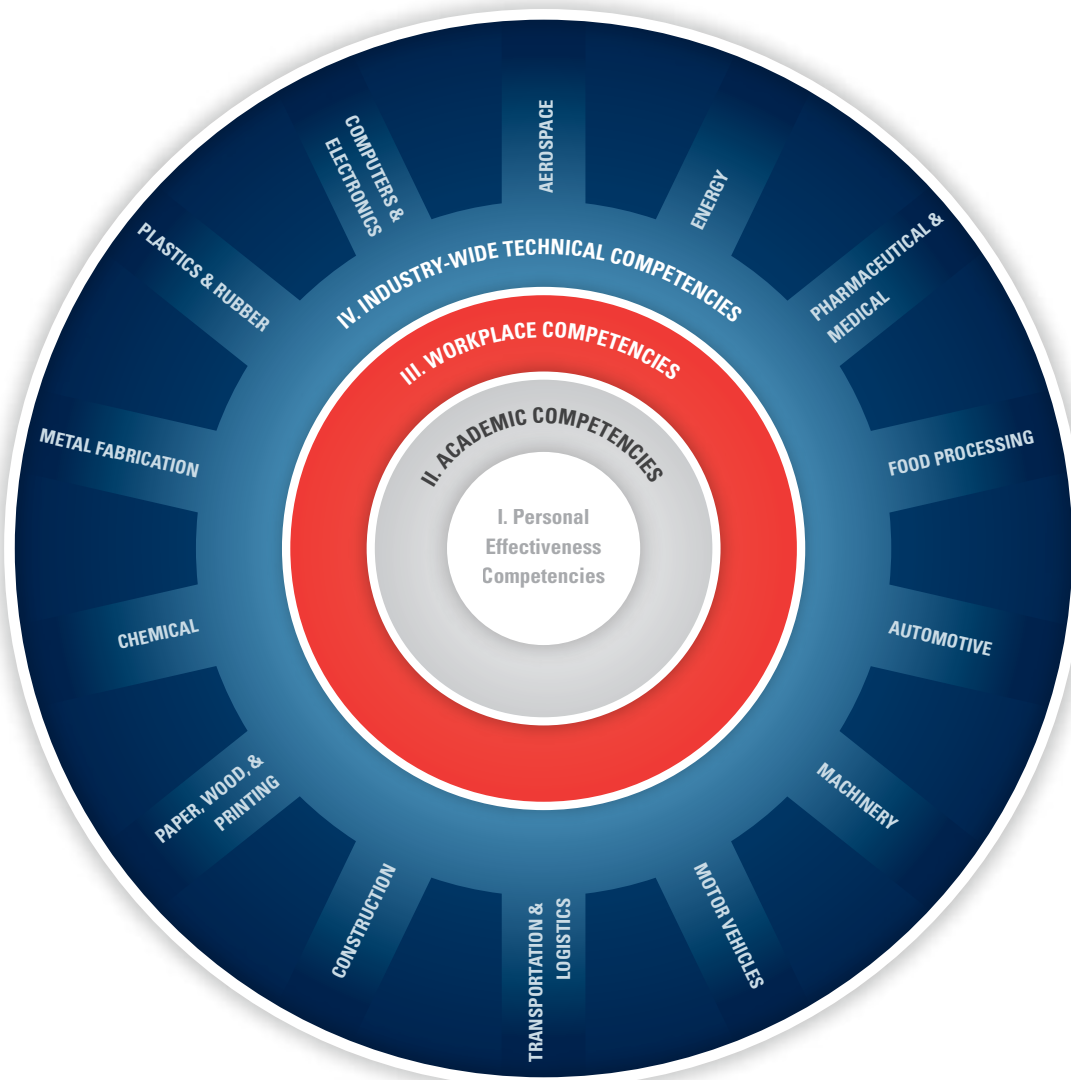 AEROSPACE
ENERGY
PHARMACEUTICAL &
MEDICAL
FOOD PROCESSING
AUTOMOTIVE
MACHINERY
MOTOR VEHICLES
TRANSPORTATION &
LOGISTICS
CONSTRUCTION
PAPER, WOOD, &
PRINTING
CHEMICAL
METAL FABRICATION
PLASTICS & RUBBER
COMPUTERS &
ELECTRONICS
IV. INDUSTRY-WIDE TECHNICAL COMPETENCIES
III. WORKPLACE COMPETENCIES
II. ACADEMIC COMPETENCIES
I. Personal
Effectiveness
Competencies